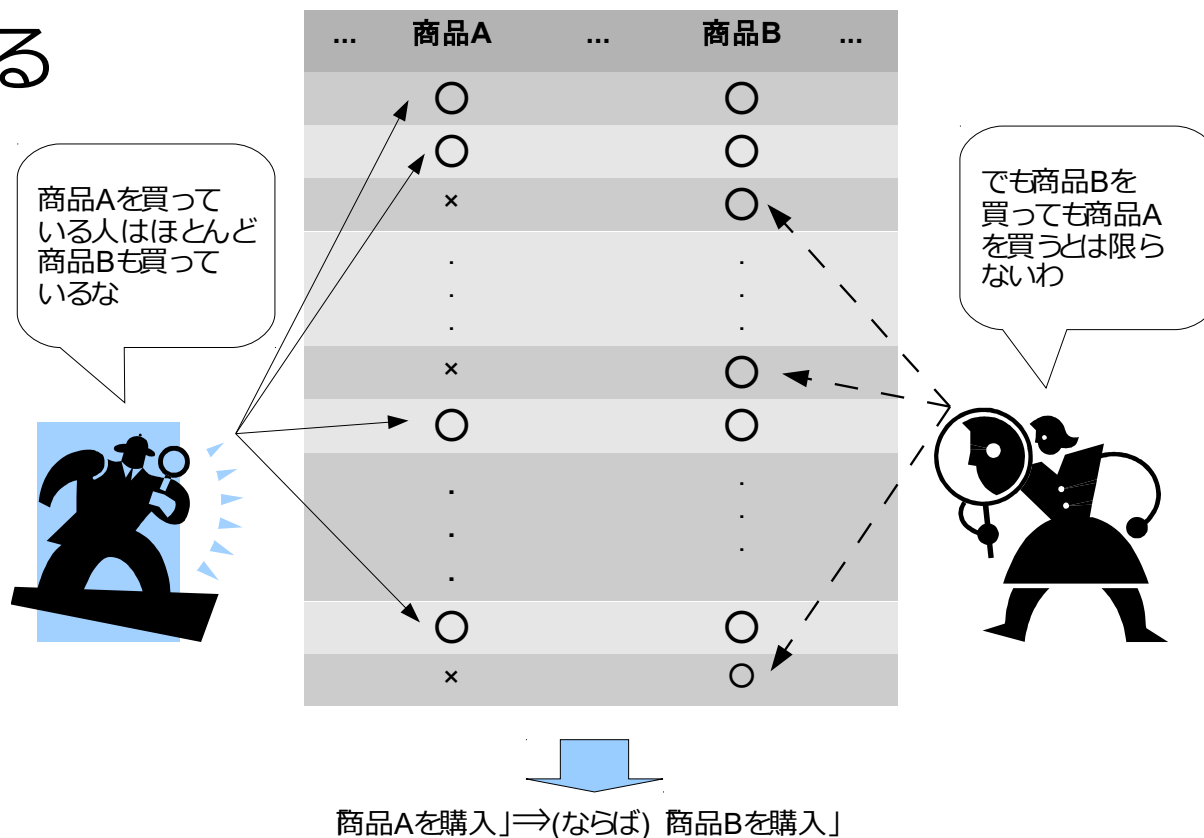 る
... 商品A ... 商品B ...
○ ○
○ ○
× ○
. .
. .
. .
× ○
○ ○
. .
. .
. .
.
○ ○
× ○
商品Aを買って
いる人はほとんど
商品Bも買って
いるな
でも商品Bを
買っても商品A
を買うとは限ら
ないわ
「商品Aを購入」⇒(ならば)「商品Bを購入」